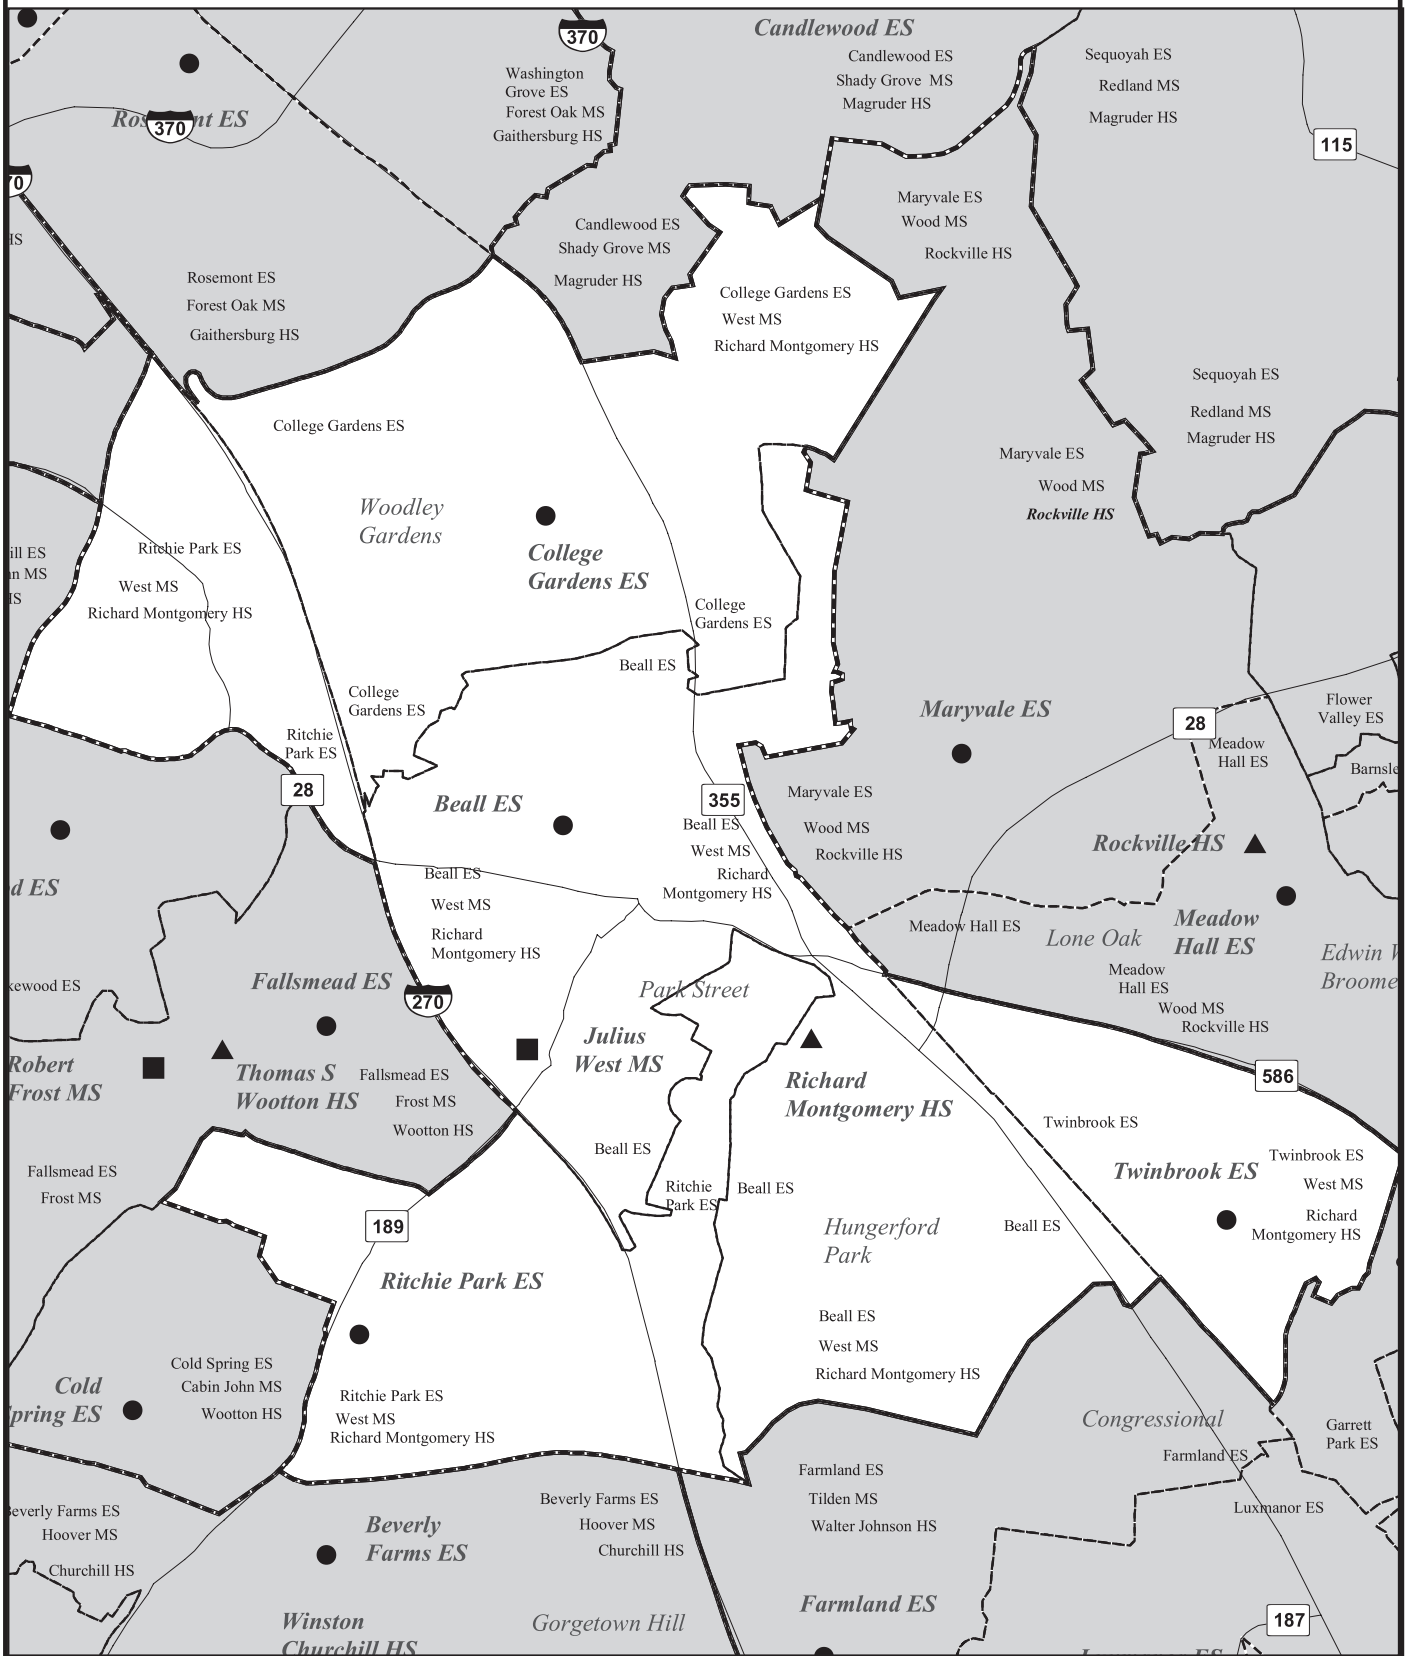 370
Candlewood ES
Candlewood ES
Shady Grove MS
Magruder HS
Sequoyah ES
Redland MS
Magruder HS
Washington
Grove ES
Forest Oak MS
Gaithersburg HS
370
115
Maryvale ES
Wood MS
Rockville HS
Candlewood ES
Shady Grove MS
Magruder HS
Rosemont ES
Forest Oak MS
Gaithersburg HS
College Gardens ES
West MS
Richard Montgomery HS
Sequoyah ES
Redland MS
Magruder HS
College Gardens ES
Maryvale ES
Wood MS
Rockville HS
Woodley
Gardens
College
Gardens ES
Ritchie Park ES
West MS
Richard Montgomery HS
College
Gardens ES
Beall ES
College
Gardens ES
Ritchie
Park ES
28
Maryvale ES
28
Meadow
Hall ES
Flower
Valley ES
Beall ES
355
Beall ES
West MS
Richard
Montgomery HS
Maryvale ES
Wood MS
Rockville HS
Rockville HS
Beall ES
West MS
Richard
Montgomery HS
Meadow Hall ES
Lone Oak
Meadow
Hall ES
Meadow
Hall ES
Wood MS
Rockville HS
Fallsmead ES
270
Park Street
Julius
West MS
Robert
Frost MS
Thomas S
Wootton HS
Fallsmead ES
Frost MS
Wootton HS
Richard
Montgomery HS
586
Twinbrook ES
Twinbrook ES
Twinbrook ES
West MS
Richard
Montgomery HS
Beall ES
Ritchie
Park ES
Beall ES
Fallsmead ES
Frost MS
189
Hungerford
Park
Beall ES
Ritchie Park ES
Beall ES
West MS
Richard Montgomery HS
Cold Spring ES
Cabin John MS
Wootton HS
Cold
Ritchie Park ES
West MS
Richard Montgomery HS
Congressional
Garrett
Park ES
Farmland ES
Farmland ES
Tilden MS
Walter Johnson HS
Luxmanor ES
Beverly Farms ES
Hoover MS
Churchill HS
Beverly
Farms ES
Beverly Farms ES
Hoover MS
Churchill HS
Farmland ES
187
Winston
Churchill HS
Gorgetown Hill